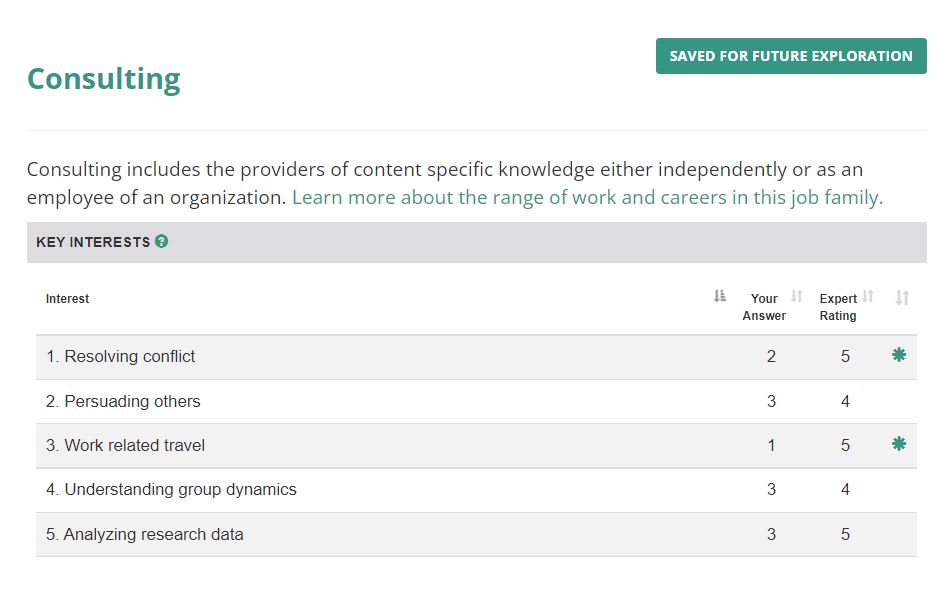 SAVED FOR FUTURE EXPLORATION
Consulting
Consulting includes the providers of content specific knowledge either independently or as an
employee of an organization. Learn more about the range of work and careers in this job family.
KEY INTERESTS ?
Interest Your Answer Expert Rating
1. Resolving conflict 2 5
2. Persuading others 3 4
3. Work related travel 1 5
4. Understanding group dynamics 3 4
5. Analyzing research data 3 5